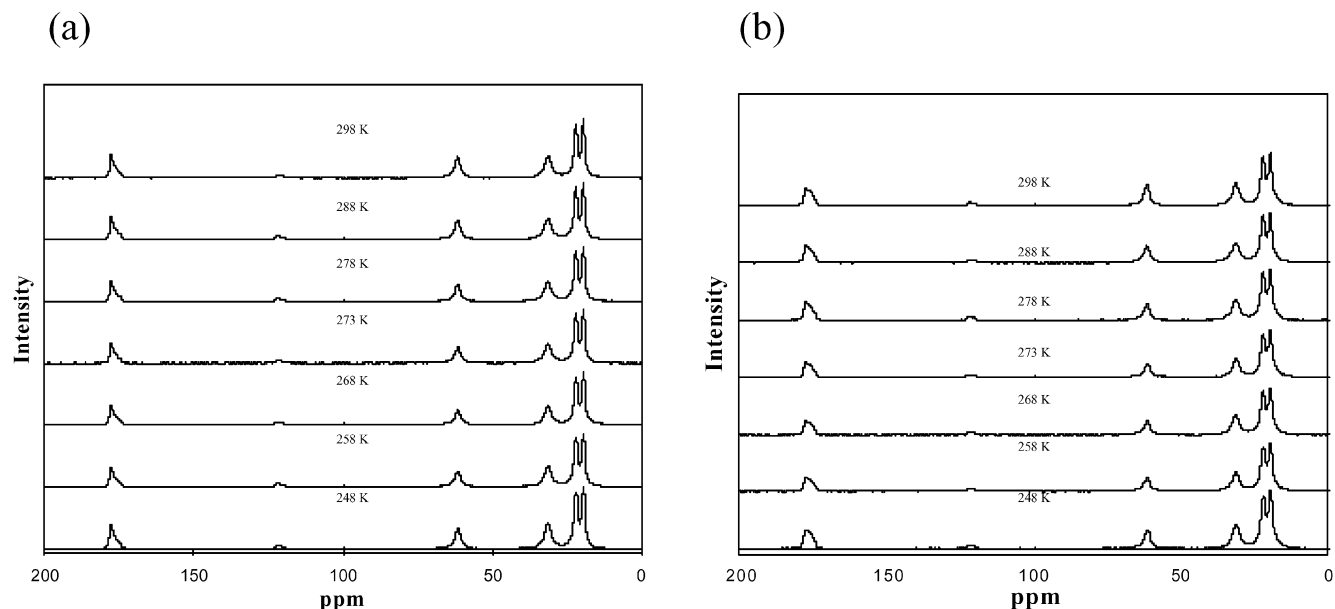 (a)
298 K
288 K
278 K
273 K
268 K
258 K
248 K
Intensity
200
150
100
50
0
ppm
(b)
298 K
288 K
278 K
273 K
268 K
258 K
248 K
Intensity
200
150
100
50
0
ppm